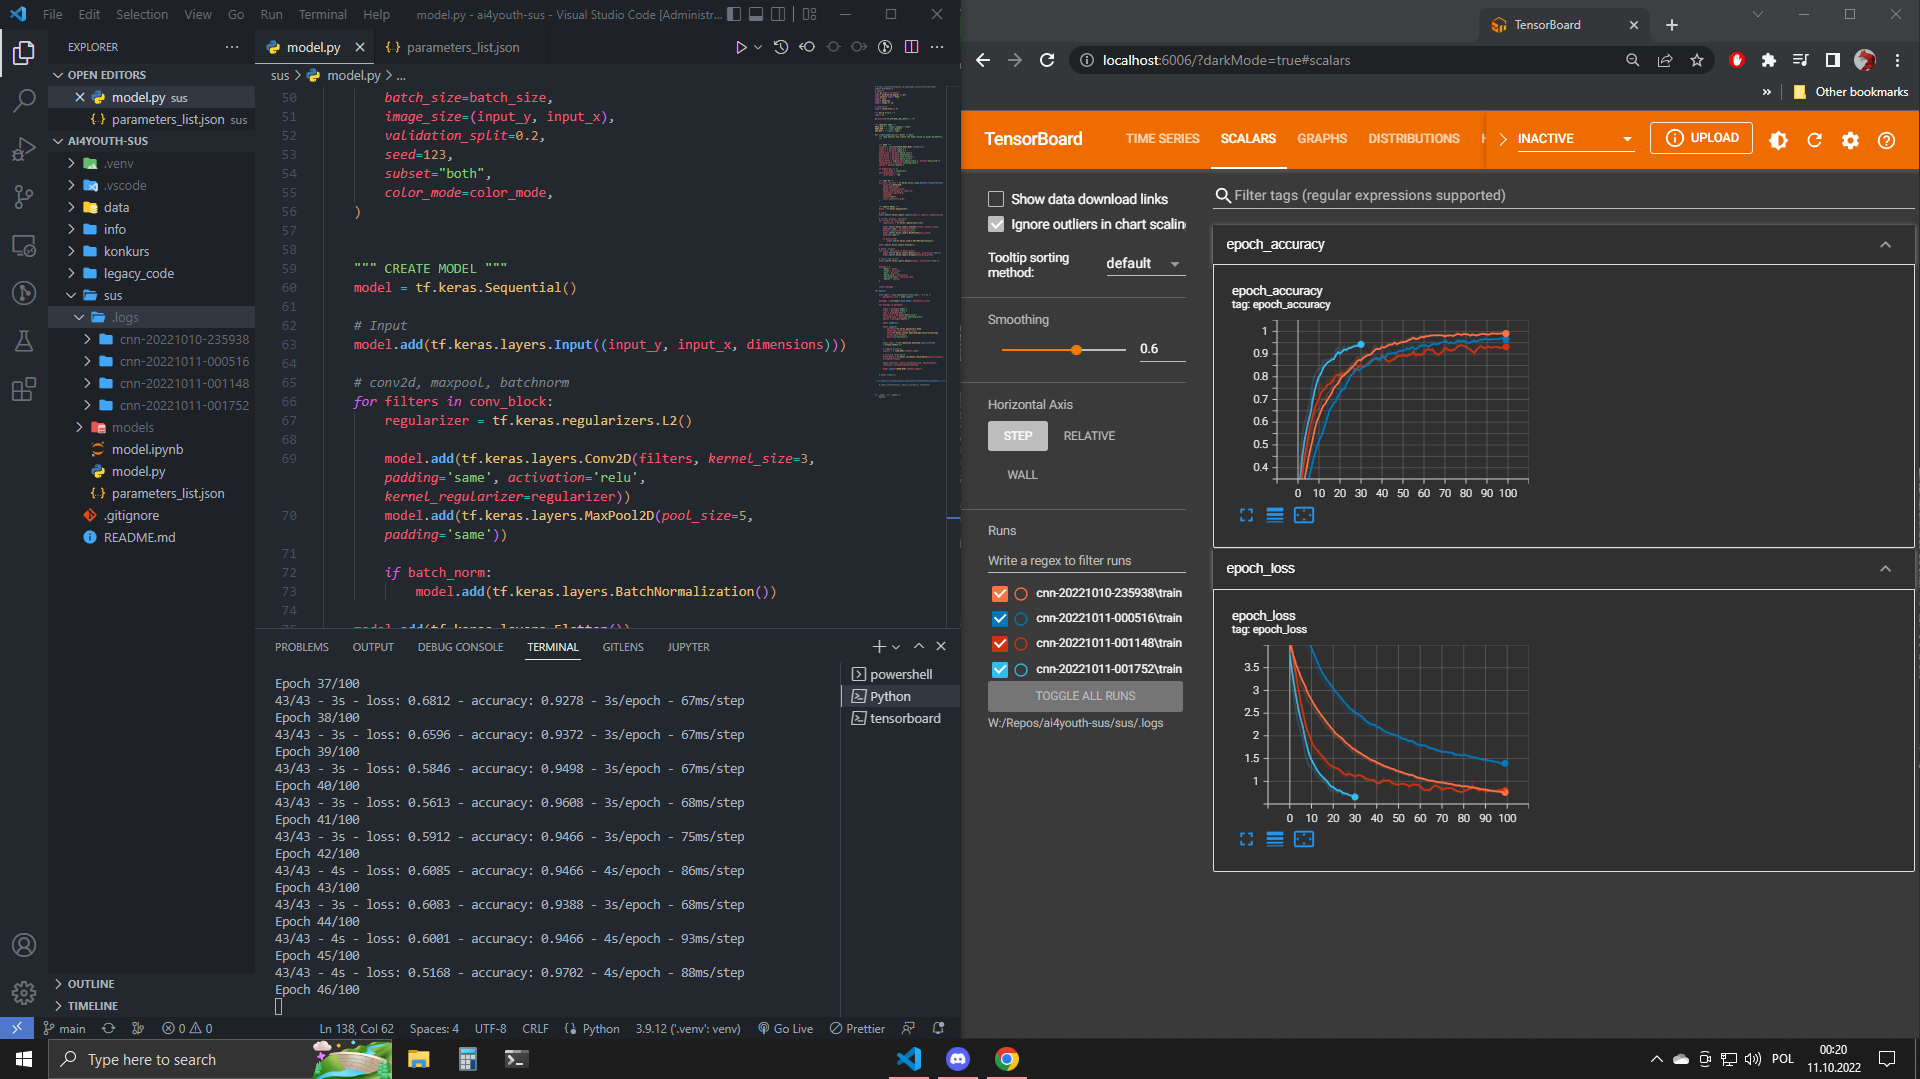 File Edit Selection View Go Run Terminal Help model.py - ai4youth-sus - Visual Studio Code [Administr...
EXPLORER
OPEN EDITORS
model.py sus
parameters_list.json sus
AI4YOUTH-SUS
.venv
.vscode
data
info
konkurs
legacy_code
sus
.logs
cnn-20221010-235938
cnn-20221011-000516
cnn-20221011-001148
cnn-20221011-001752
models
model.ipynb
model.py
parameters_list.json
.gitignore
README.md
OUTLINE
TIMELINE
model.py parameters_list.json
sus > model.py > ...
50 batch_size=batch_size,
51 image_size=(input_y, input_x),
52 validation_split=0.2,
53 seed=123,
54 subset="both",
55 color_mode=color_mode,
56 )
57
58
59 """ CREATE MODEL """
60 model = tf.keras.Sequential()
61
62 # Input
63 model.add(tf.keras.layers.Input((input_y, input_x, dimensions)))
64
65 # conv2d, maxpool, batchnorm
66 for filters in conv_block:
67 regularizer = tf.keras.regularizers.L2()
68
69 model.add(tf.keras.layers.Conv2D(filters, kernel_size=3,
padding='same', activation='relu',
kernel_regularizer=regularizer))
70 model.add(tf.keras.layers.MaxPool2D(pool_size=5,
padding='same'))
71
72 if batch_norm:
73 model.add(tf.keras.layers.BatchNormalization())
74
PROBLEMS OUTPUT DEBUG CONSOLE TERMINAL GITLENS JUPYTER
Epoch 37/100
43/43 - 3s - loss: 0.6812 - accuracy: 0.9278 - 3s/epoch - 67ms/step
Epoch 38/100
43/43 - 3s - loss: 0.6596 - accuracy: 0.9372 - 3s/epoch - 67ms/step
Epoch 39/100
43/43 - 3s - loss: 0.5846 - accuracy: 0.9498 - 3s/epoch - 67ms/step
Epoch 40/100
43/43 - 3s - loss: 0.5613 - accuracy: 0.9608 - 3s/epoch - 68ms/step
Epoch 41/100
43/43 - 3s - loss: 0.5912 - accuracy: 0.9466 - 3s/epoch - 75ms/step
Epoch 42/100
43/43 - 4s - loss: 0.6085 - accuracy: 0.9466 - 4s/epoch - 86ms/step
Epoch 43/100
43/43 - 3s - loss: 0.6083 - accuracy: 0.9388 - 3s/epoch - 68ms/step
Epoch 44/100
43/43 - 4s - loss: 0.6001 - accuracy: 0.9466 - 4s/epoch - 93ms/step
Epoch 45/100
43/43 - 4s - loss: 0.5168 - accuracy: 0.9702 - 4s/epoch - 88ms/step
Epoch 46/100
powershell
Python
tensorboard
main 0 0 Ln 138, Col 62 Spaces: 4 UTF-8 CRLF Python 3.9.12 ('.venv': venv) Go Live Prettier
TensorBoard
localhost:6006/?darkMode=true#scalars
» Other bookmarks
TensorBoard TIME SERIES SCALARS GRAPHS DISTRIBUTIONS INACTIVE UPLOAD
Show data download links
Ignore outliers in chart scaling
Tooltip sorting
method: default
Smoothing
0.6
Horizontal Axis
STEP RELATIVE
WALL
Runs
Write a regex to filter runs
cnn-20221010-235938\train
cnn-20221011-000516\train
cnn-20221011-001148\train
cnn-20221011-001752\train
TOGGLE ALL RUNS
W:/Repos/ai4youth-sus/sus/.logs
Filter tags (regular expressions supported)
epoch_accuracy
epoch_accuracy
tag: epoch_accuracy
1
0.9
0.8
0.7
0.6
0.5
0.4
0 10 20 30 40 50 60 70 80 90 100
epoch_loss
epoch_loss
tag: epoch_loss
3.5
3
2.5
2
1.5
1
0 10 20 30 40 50 60 70 80 90 100
Type here to search
POL
00:20
11.10.2022